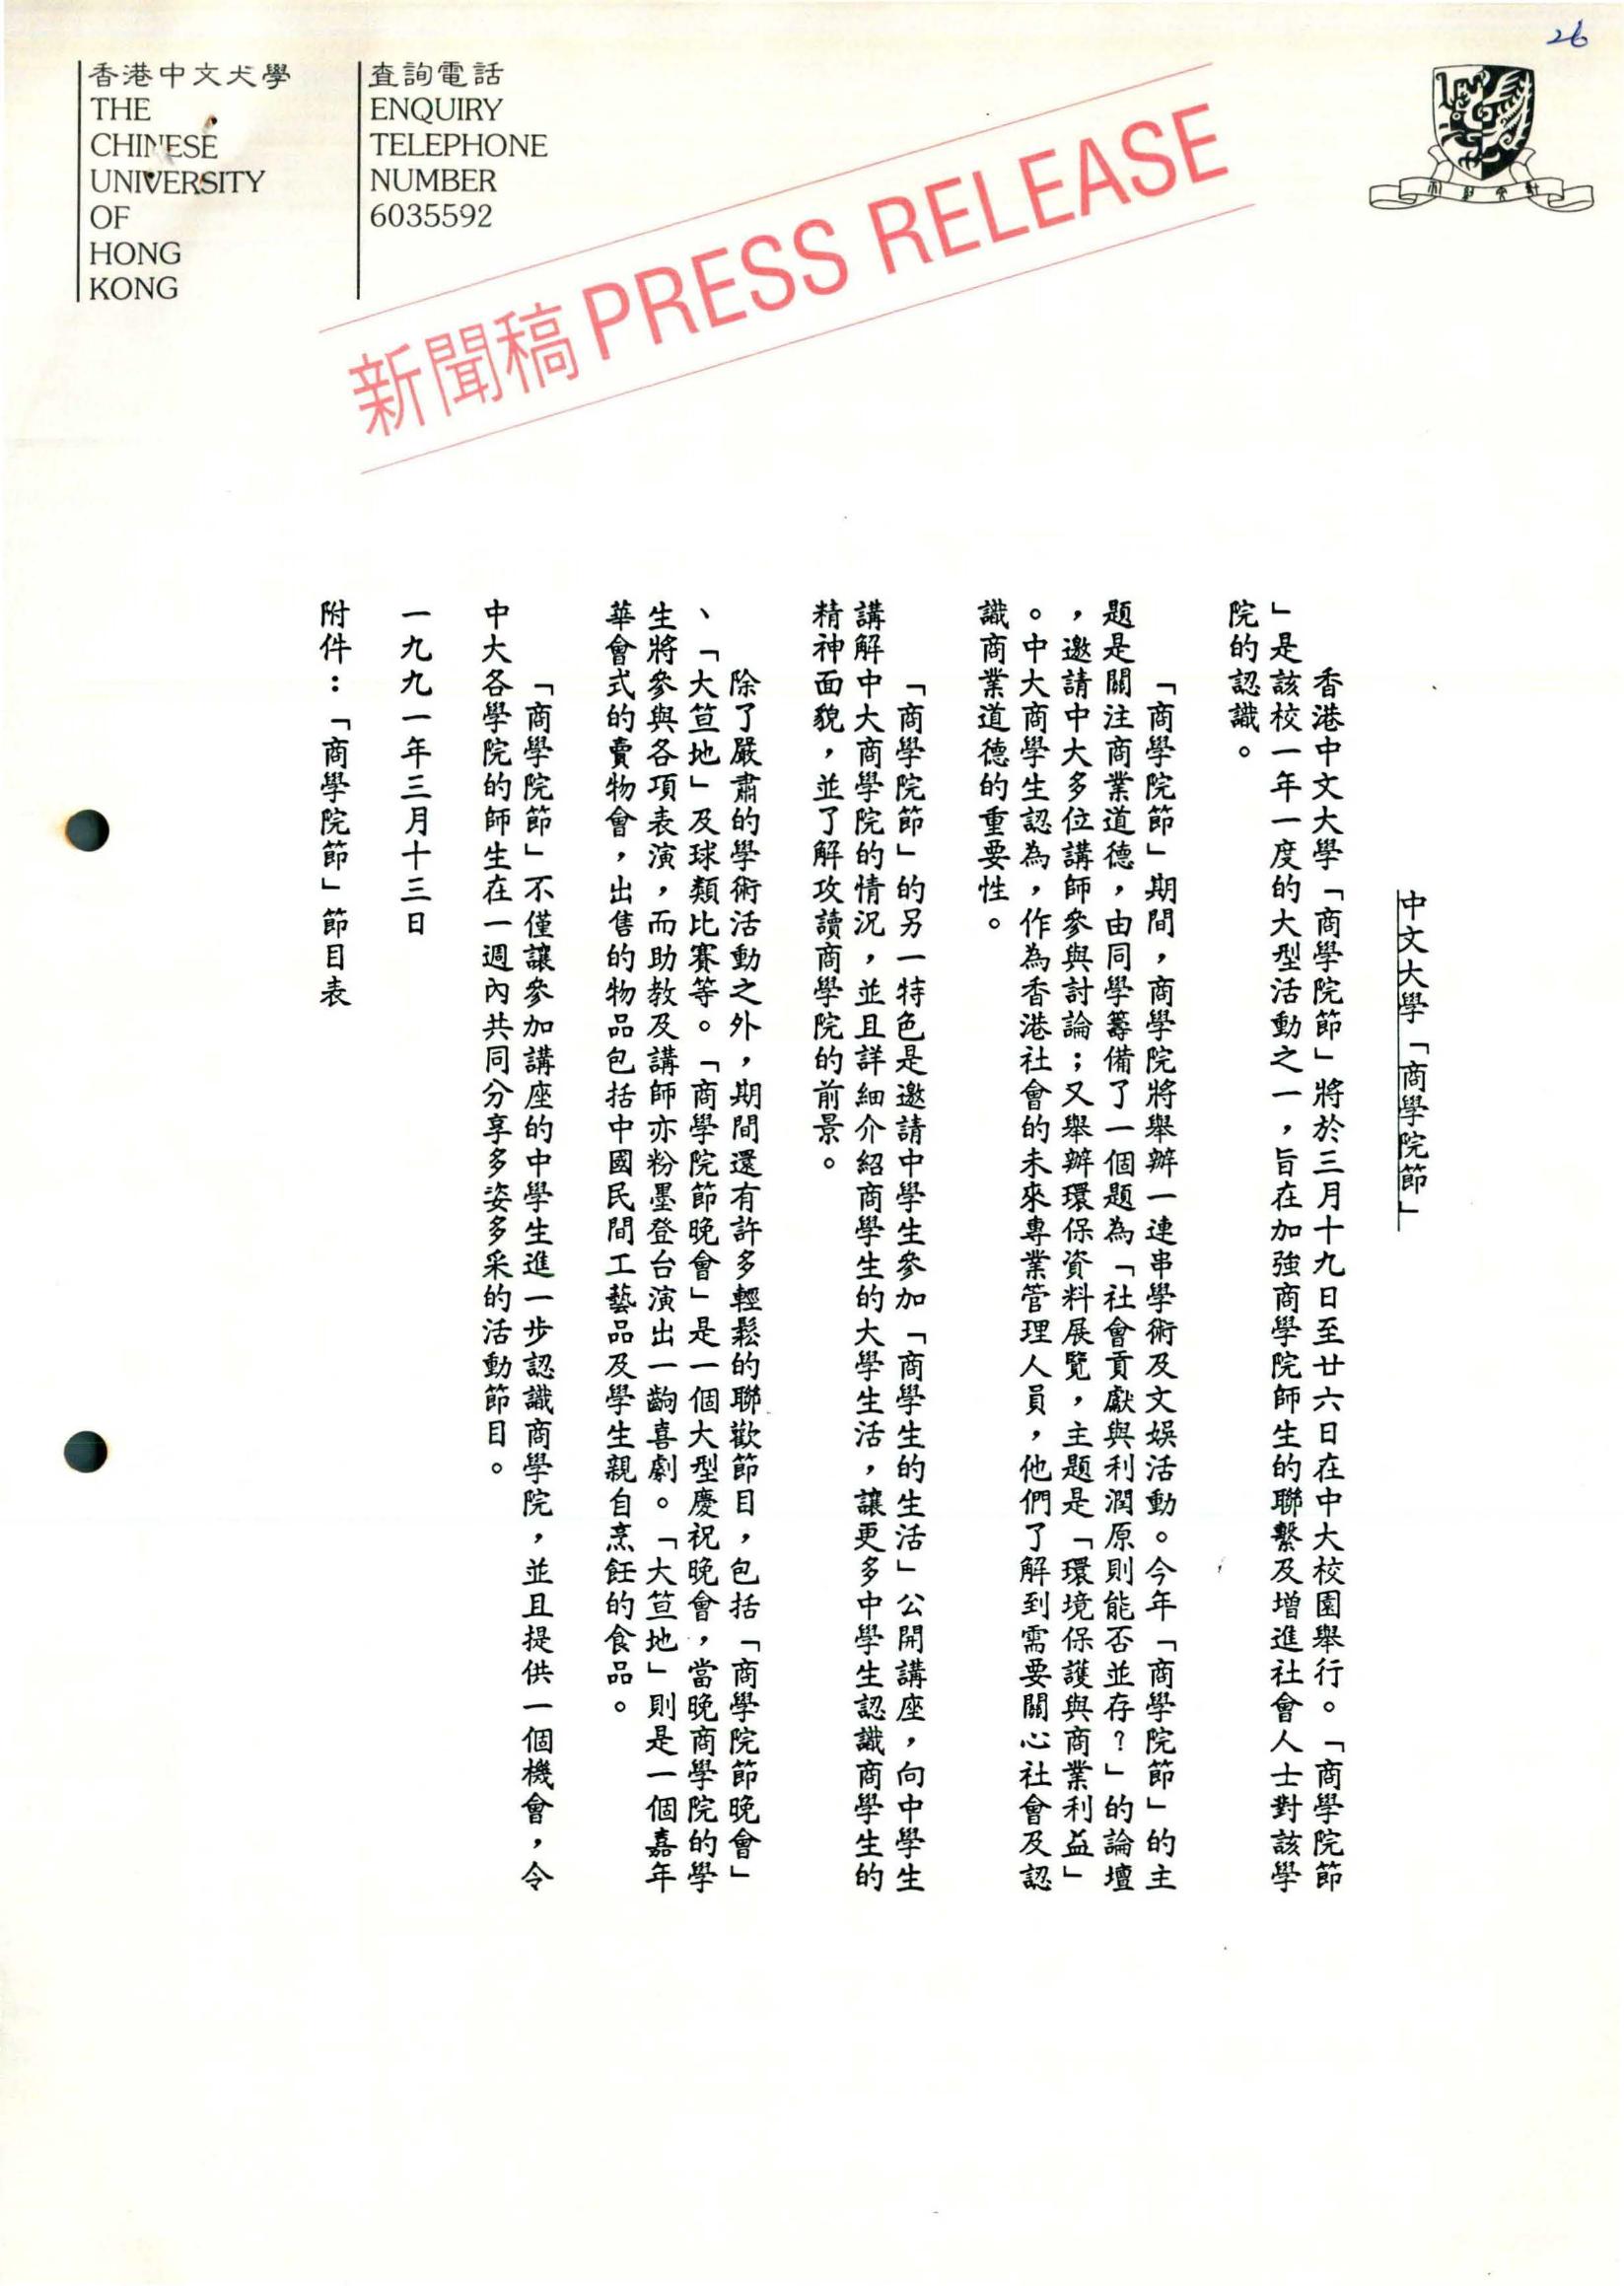 26
香港中文大學
THE
CHINESE
UNIVERSITY
OF
HONG
KONG
查詢電話
ENQUIRY
TELEPHONE
NUMBER
6035592
新聞稿 PRESS RELEASE
中文大學「商學院節」
香港中文大學「商學院節」將於三月十九日至廿六日在中大校園舉行。「商學院節
」是該校一年一度的大型活動之一，旨在加強商學院師生的聯繫及增進社會人士對該學
院的認識。
「商學院節」期間，商學院將舉辦一連串學術及文娛活動。今年「商學院節」的主
題是關注商業道德，由同學籌備了一個題為「社會貢獻與利潤原則能否並存？」的論壇
，邀請中大多位講師參與討論；又舉辦環保資料展覽，主題是「環境保護與商業利益」
。中大商學生認為，作為香港社會的未來專業管理人員，他們了解到需要關心社會及認
識商業道德的重要性。
「商學院節」的另一特色是邀請中學生參加「商學生的生活」公開講座，向中學生
講解中大商學院的情況，並且詳細介紹商學生的大學生活，讓更多中學生認識商學生的
精神面貌，並了解攻讀商學院的前景。
除了嚴肅的學術活動之外，期間還有許多輕鬆的聯歡節目，包括「商學院節晚會」
、「大笪地」及球類比賽等。「商學院節晚會」是一個大型慶祝晚會，當晚商學院的學
生將參與各項表演，而助教及講師亦粉墨登台演出一齣喜劇。「大笪地」則是一個嘉年
華會式的賣物會，出售的物品包括中國民間工藝品及學生親自烹飪的食品。
「商學院節」不僅讓參加講座的中學生進一步認識商學院，並且提供一個機會，令
中大各學院的師生在一週內共同分享多姿多采的活動節目。
一九九一年三月十三日
附件：「商學院節」節目表